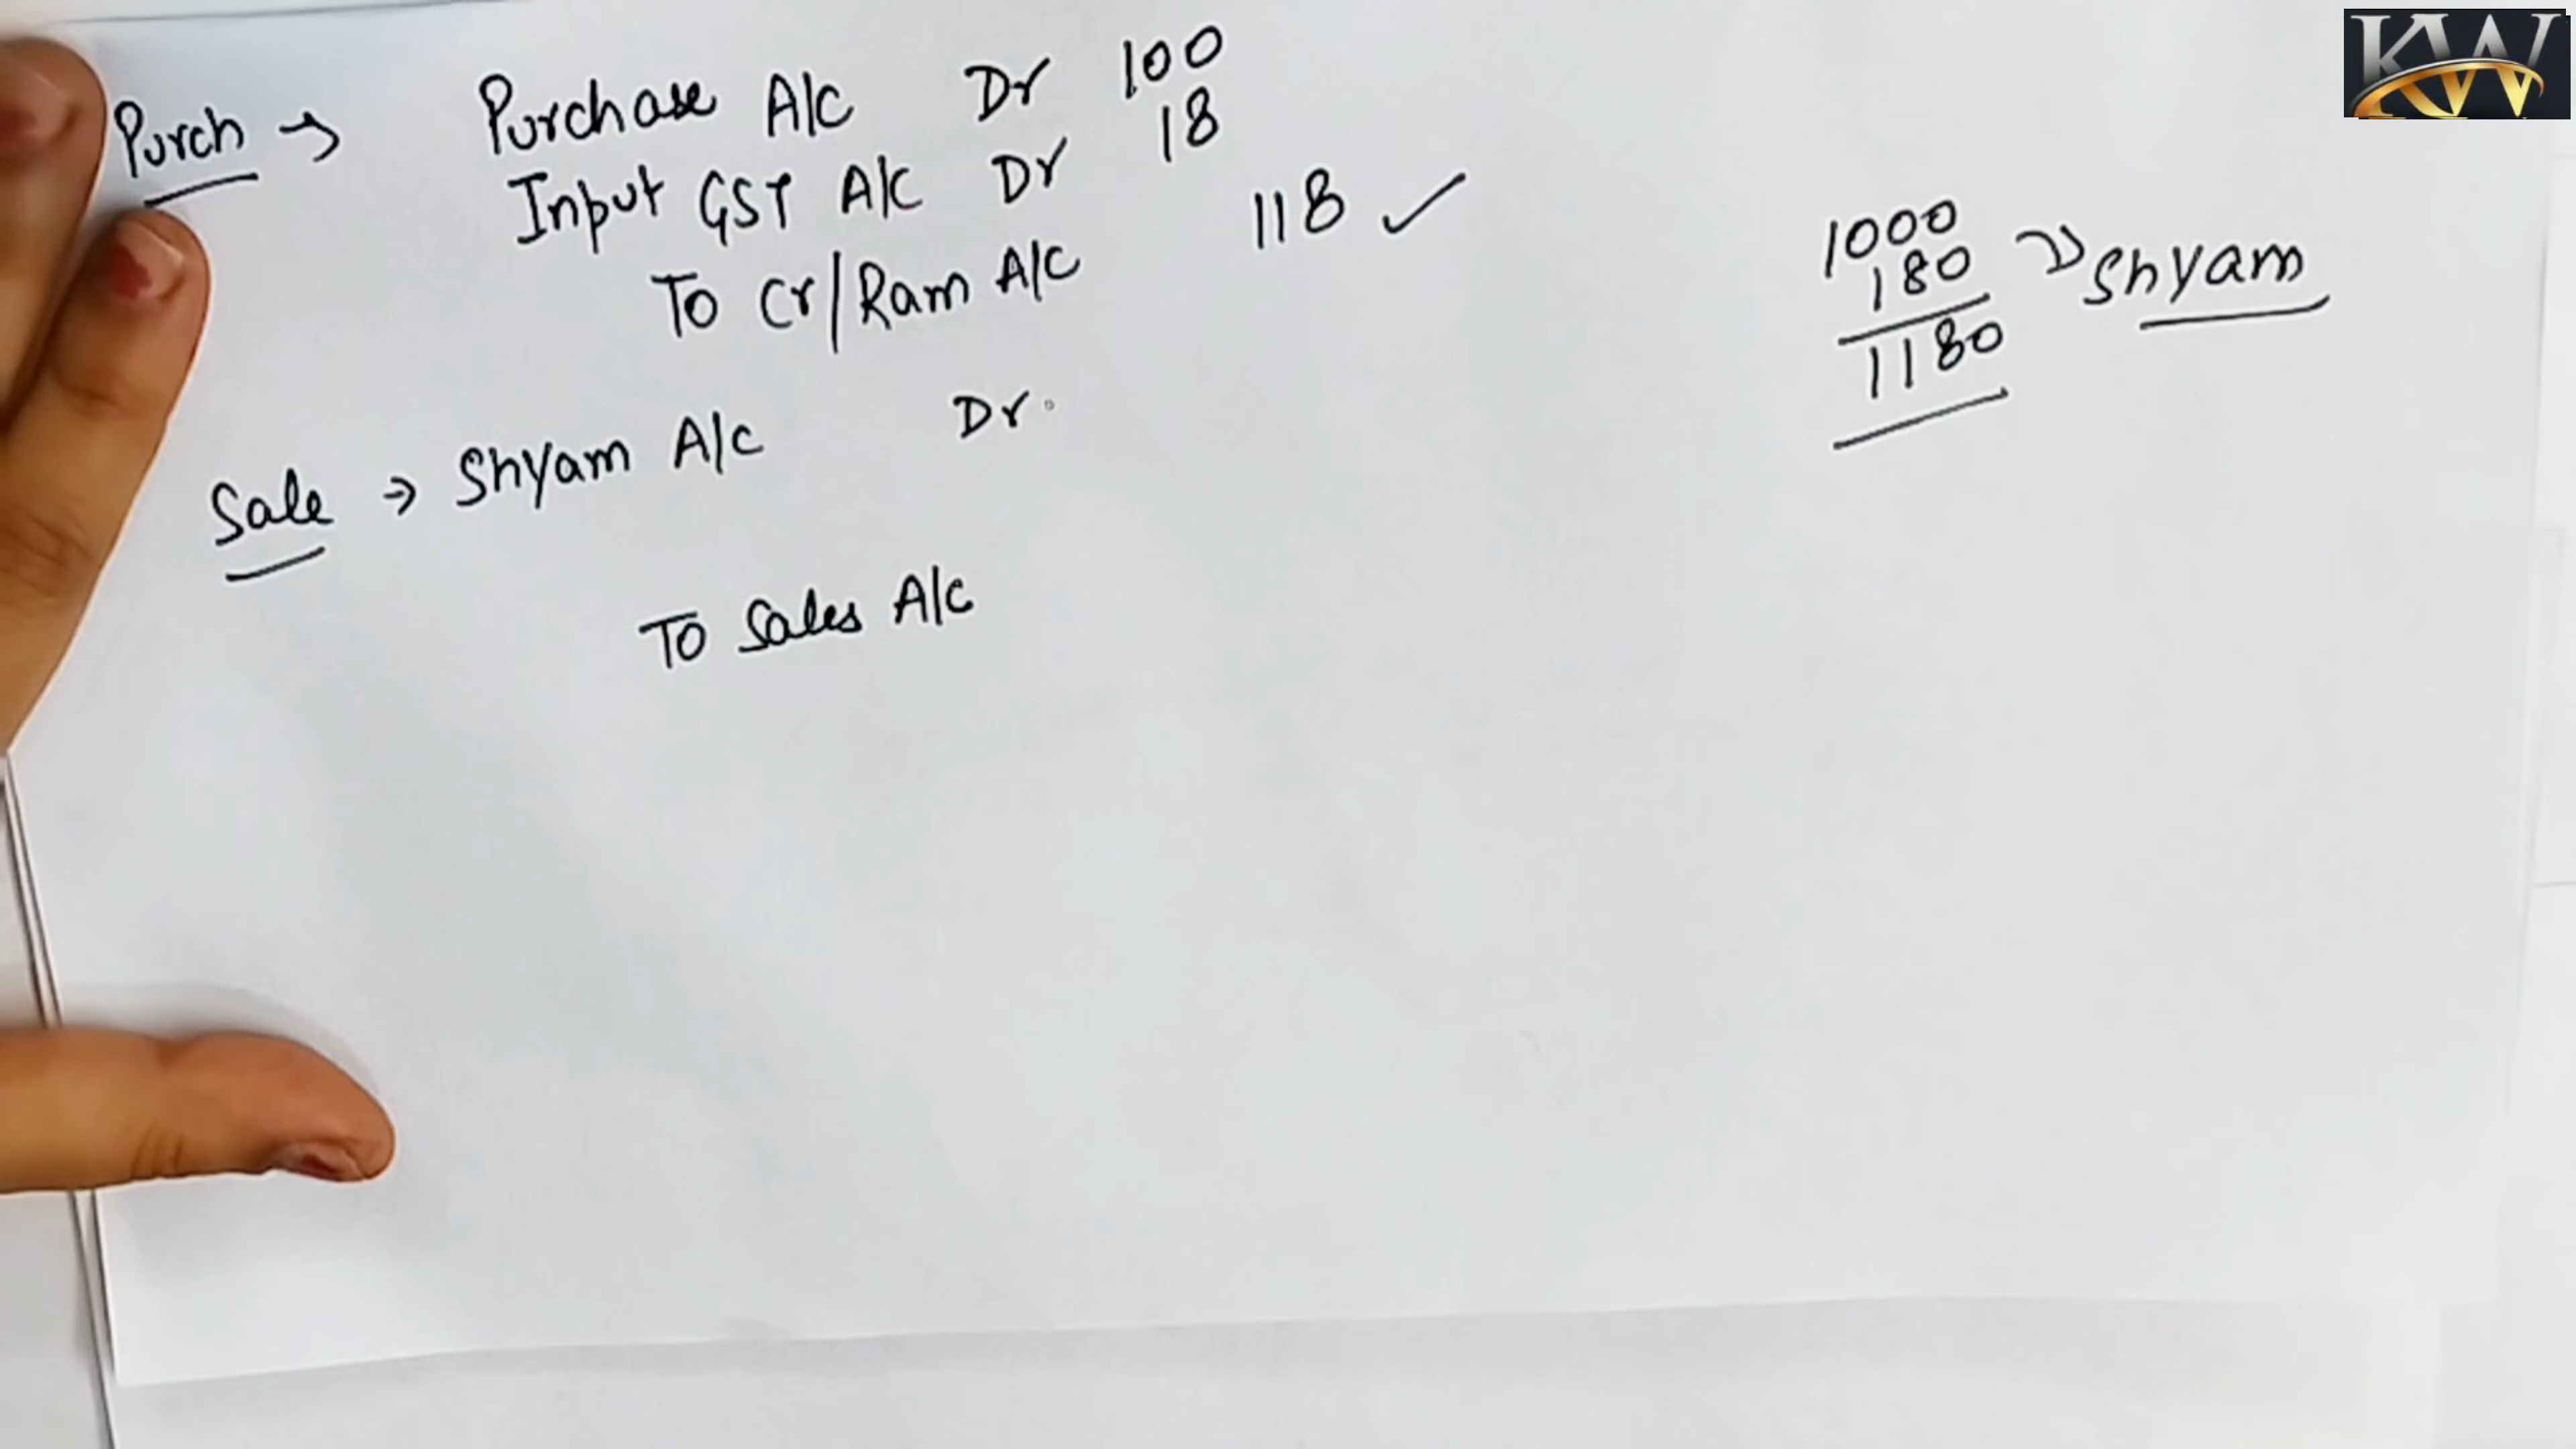 Purch → Purchase A/c Dr 100
Input GST A/c Dr 18
To Cr/Ram A/c 118 ✓
Sale → Shyam A/c Dr.
To Sales A/c
1000
180
1180
Shyam
KW